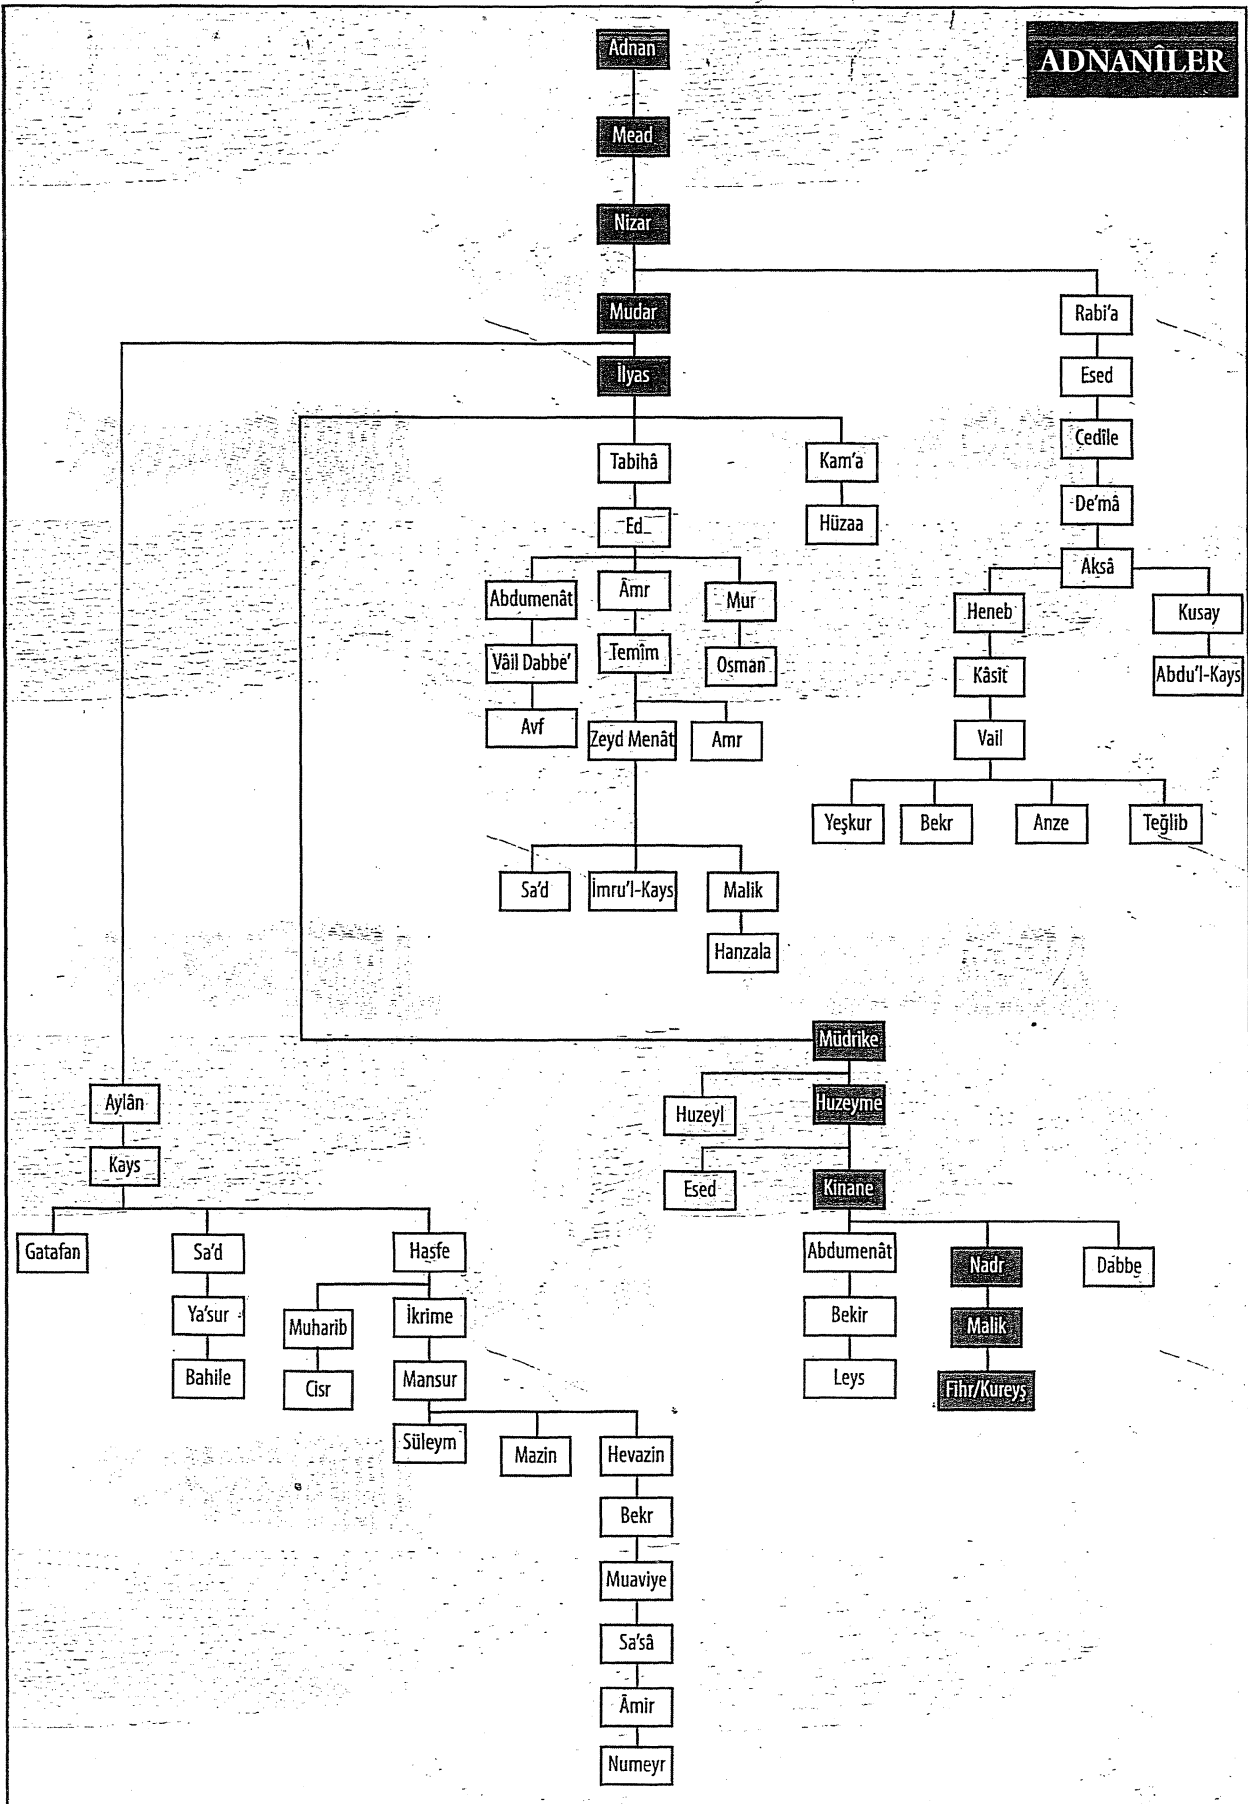 ADNANÎLER
Adnan
Mead
Nizar
Mudar
Rabi'a
İlyas
Esed
Cedîle
Tabihâ
Kam'a
De'mâ
Ed
Hüzaa
Aksâ
Abdumenât
Âmr
Mur
Heneb
Kusay
Vâil Dabbe'
Temîm
Osman
Kâsit
Abdu'l-Kays
Avf
Zeyd Menât
Amr
Vail
Yeşkur
Bekr
Anze
Teğlib
Sa'd
İmru'l-Kays
Malik
Hanzala
Müdrike
Aylân
Huzeyl
Huzeyme
Kays
Esed
Kinane
Gatafan
Sa'd
Hasfe
Abdumenât
Nadr
Dabbe
Ya'sur
Muharib
İkrime
Bekir
Malik
Bahile
Cisr
Mansur
Leys
Fihr/Kureyş
Süleym
Mazin
Hevazin
Bekr
Muaviye
Sa'sâ
Âmir
Numeyr